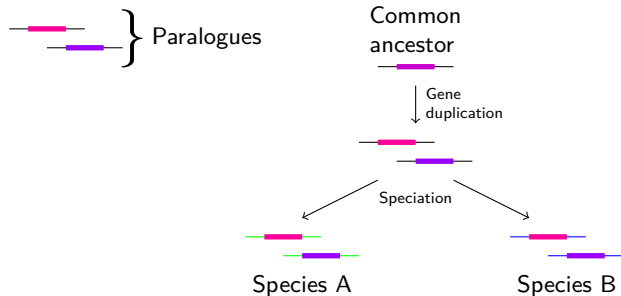 Paralogues
Common
ancestor
Gene
duplication
Speciation
Species A
Species B